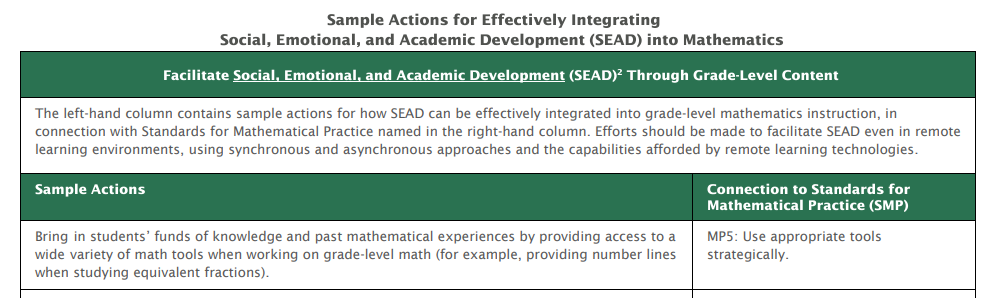 Sample Actions for Effectively Integrating
Social, Emotional, and Academic Development (SEAD) into Mathematics
Facilitate Social, Emotional, and Academic Development (SEAD)² Through Grade-Level Content
The left-hand column contains sample actions for how SEAD can be effectively integrated into grade-level mathematics instruction, in
connection with Standards for Mathematical Practice named in the right-hand column. Efforts should be made to facilitate SEAD even in remote
learning environments, using synchronous and asynchronous approaches and the capabilities afforded by remote learning technologies.
Sample Actions
Connection to Standards for
Mathematical Practice (SMP)
Bring in students’ funds of knowledge and past mathematical experiences by providing access to a
wide variety of math tools when working on grade-level math (for example, providing number lines
when studying equivalent fractions).
MP5: Use appropriate tools
strategically.